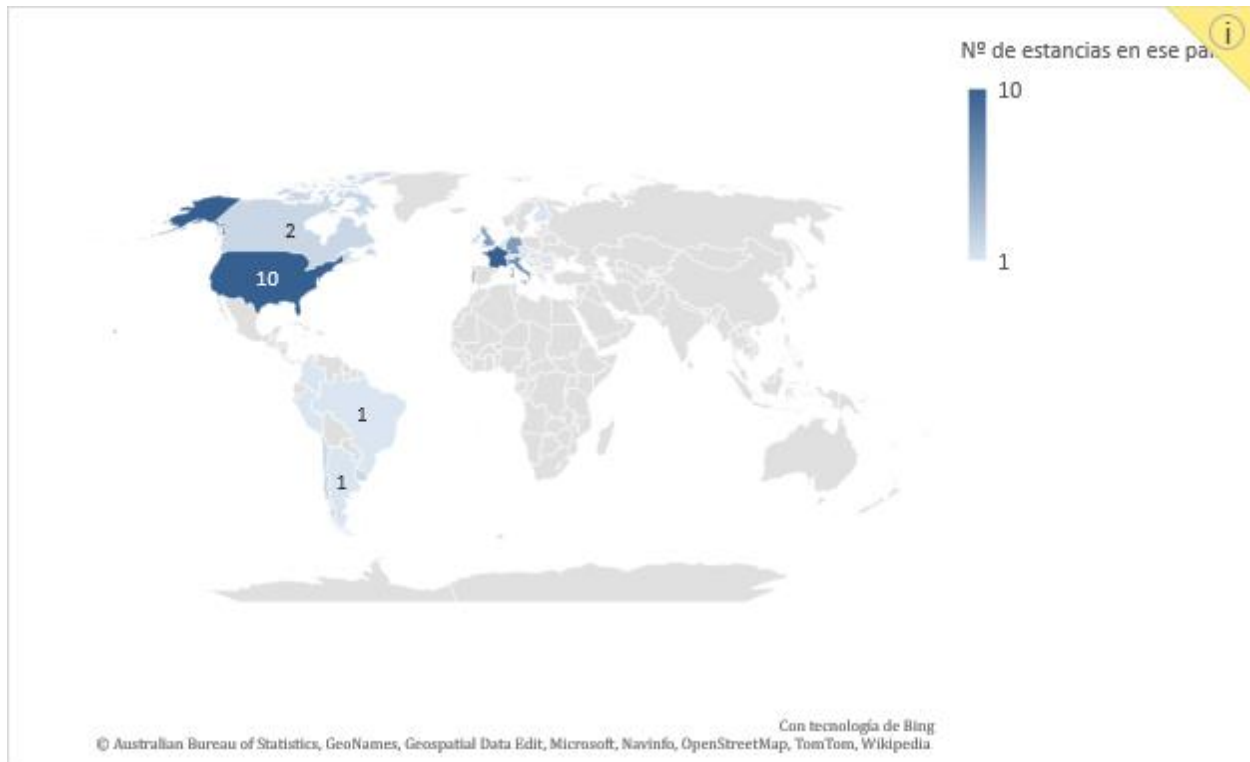 i
Nº de estancias en ese
10
1
2
10
1
1
Con tecnología de Bing
© Australian Bureau of Statistics, GeoNames, Geospatial Data Edit, Microsoft, Navinfo, OpenStreetMap, TomTom, Wikipedia